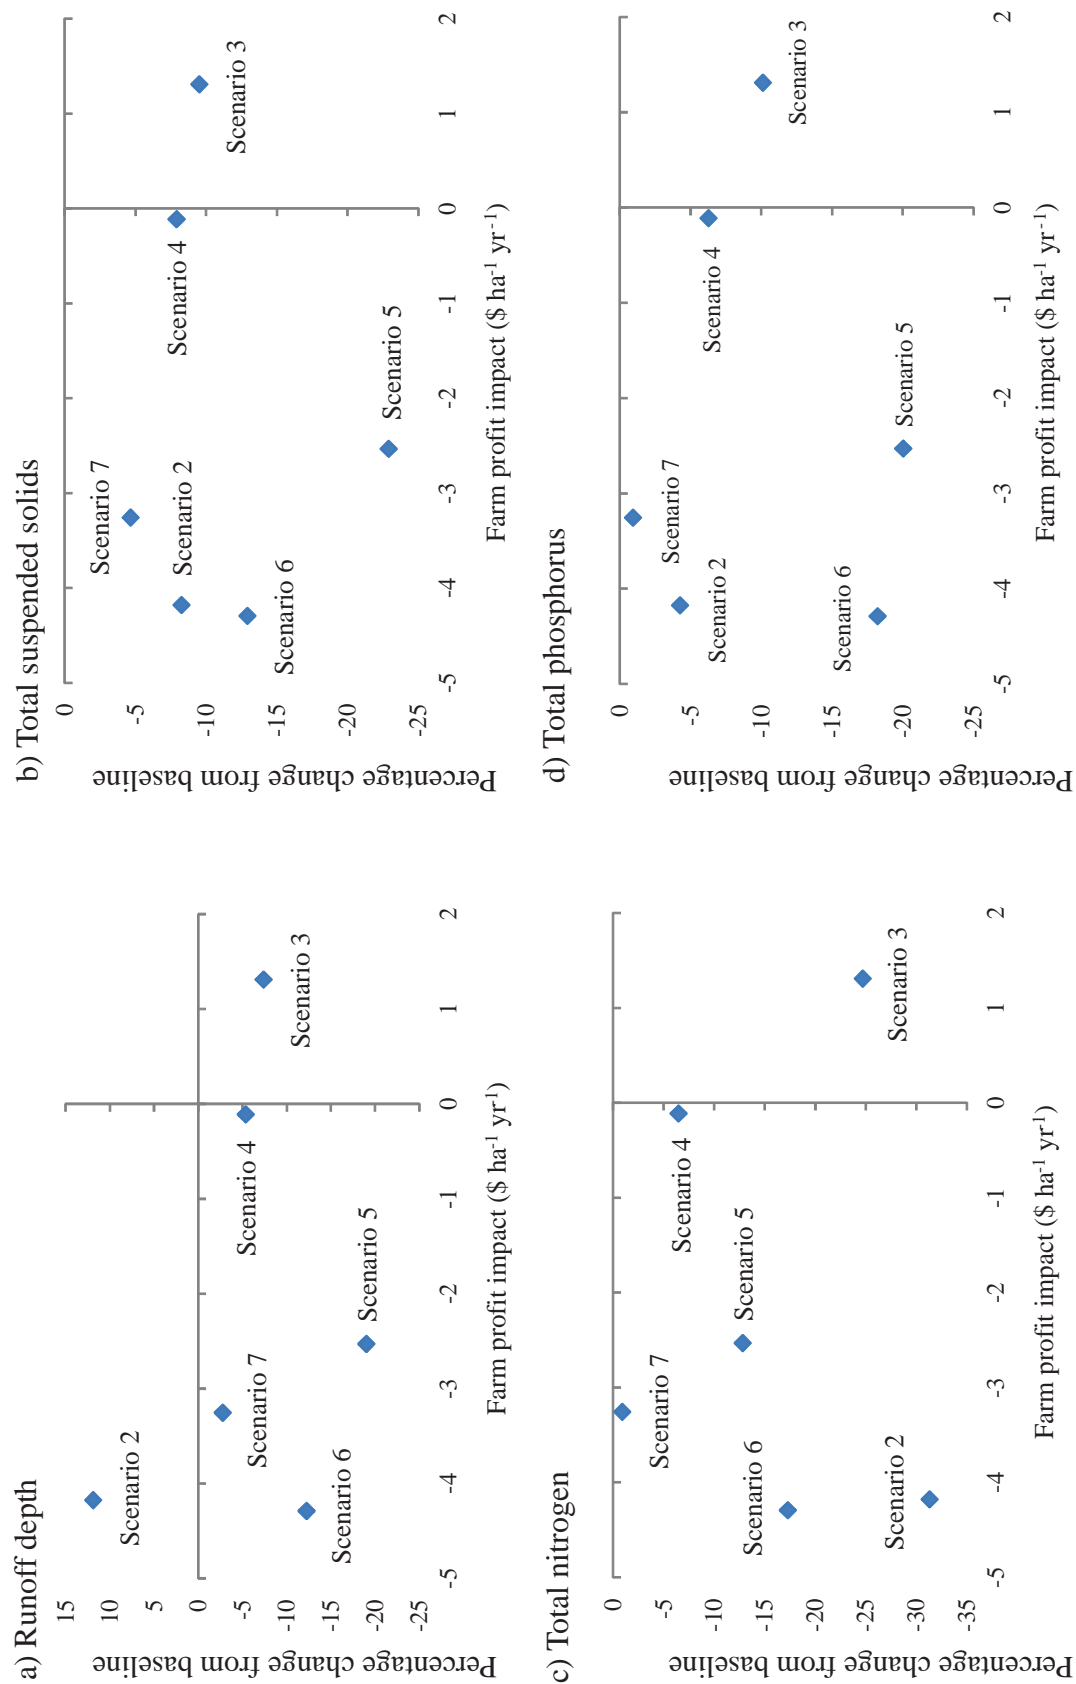 a) Runoff depth
Percentage change from baseline
15
10
5
0
-5
-10
-15
-20
-25
-5
-4
-3
-2
-1
0
1
2
Scenario 2
Scenario 7
Scenario 6
Scenario 5
Scenario 4
Scenario 3
Farm profit impact ($ ha-1 yr-1)
b) Total suspended solids
Percentage change from baseline
0
-5
-10
-15
-20
-25
-5
-4
-3
-2
-1
0
1
2
Scenario 7
Scenario 2
Scenario 6
Scenario 5
Scenario 4
Scenario 3
Farm profit impact ($ ha-1 yr-1)
c) Total nitrogen
Percentage change from baseline
0
-5
-10
-15
-20
-25
-30
-35
-5
-4
-3
-2
-1
0
1
2
Scenario 7
Scenario 6
Scenario 2
Scenario 5
Scenario 4
Scenario 3
Farm profit impact ($ ha-1 yr-1)
d) Total phosphorus
Percentage change from baseline
0
-5
-10
-15
-20
-25
-5
-4
-3
-2
-1
0
1
2
Scenario 7
Scenario 2
Scenario 6
Scenario 5
Scenario 4
Scenario 3
Farm profit impact ($ ha-1 yr-1)